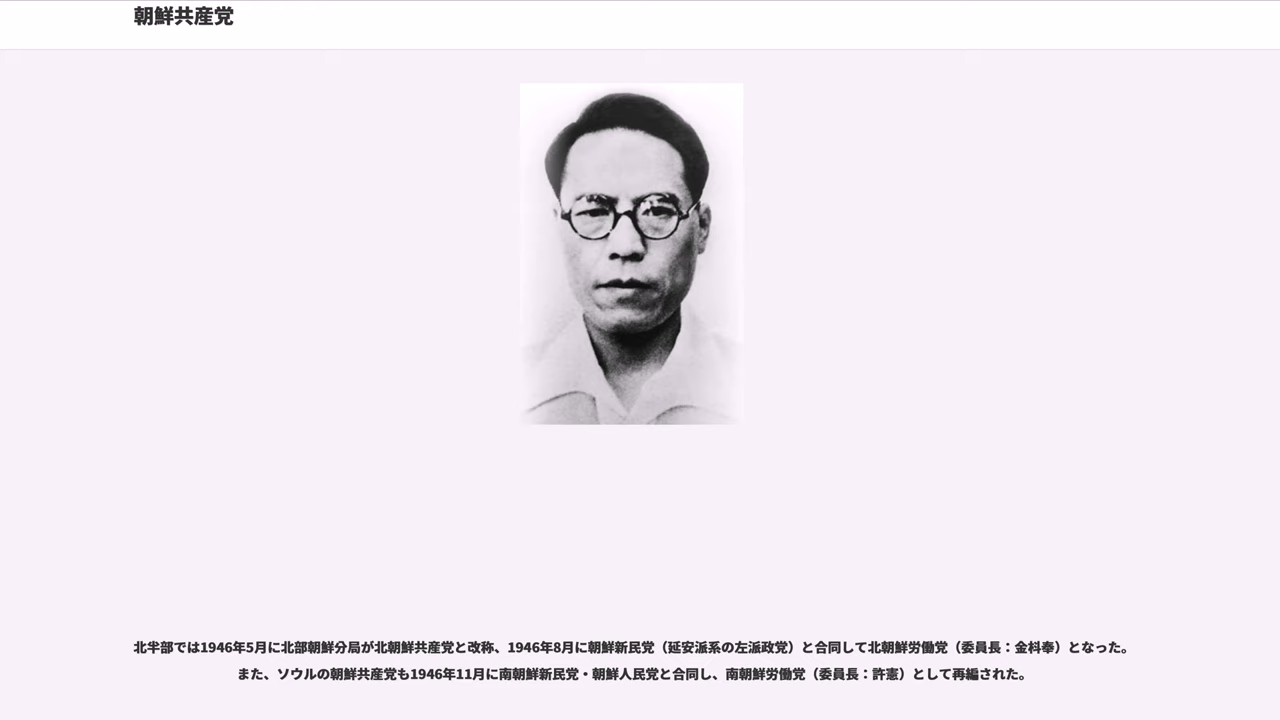 朝鮮共産党
北半部では1946年5月に北部朝鮮分局が北朝鮮共産党と改称、1946年8月に朝鮮新民党（延安派系の左派政党）と合同して北朝鮮労働党（委員長：金枓奉）となった。
また、ソウルの朝鮮共産党も1946年11月に南朝鮮新民党・朝鮮人民党と合同し、南朝鮮労働党（委員長：許憲）として再編された。